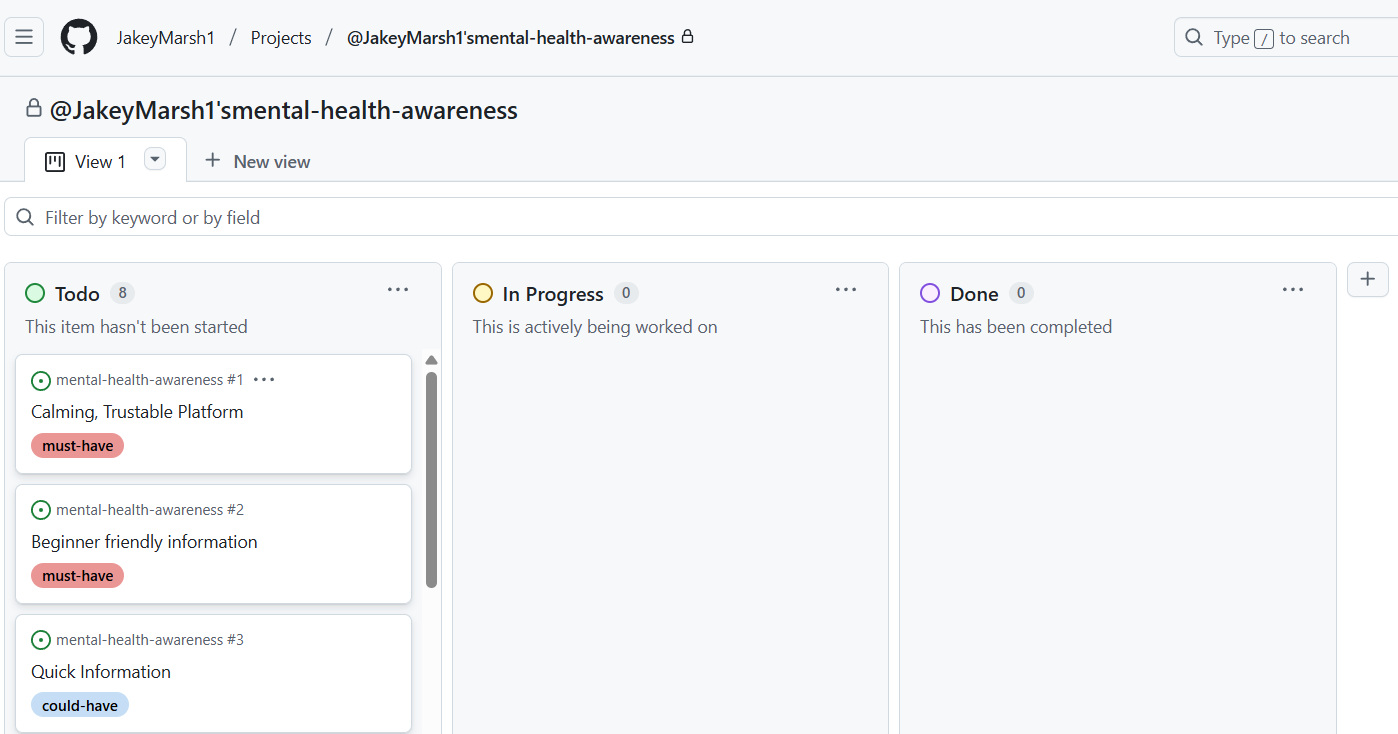 JakeyMarsh1 / Projects / @JakeyMarsh1'smental-health-awareness
Type / to search
@JakeyMarsh1'smental-health-awareness
View 1
New view
Filter by keyword or by field
Todo 8
This item hasn't been started
mental-health-awareness #1
Calming, Trustable Platform
must-have
mental-health-awareness #2
Beginner friendly information
must-have
mental-health-awareness #3
Quick Information
could-have
In Progress 0
This is actively being worked on
Done 0
This has been completed